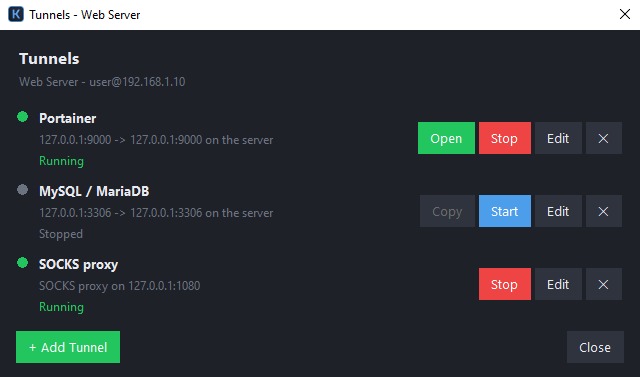 K Tunnels - Web Server
Tunnels
Web Server - user@192.168.1.10
Portainer
127.0.0.1:9000 -> 127.0.0.1:9000 on the server
Running
Open Stop Edit ×
MySQL / MariaDB
127.0.0.1:3306 -> 127.0.0.1:3306 on the server
Stopped
Copy Start Edit ×
SOCKS proxy
SOCKS proxy on 127.0.0.1:1080
Running
Stop Edit ×
+ Add Tunnel
Close